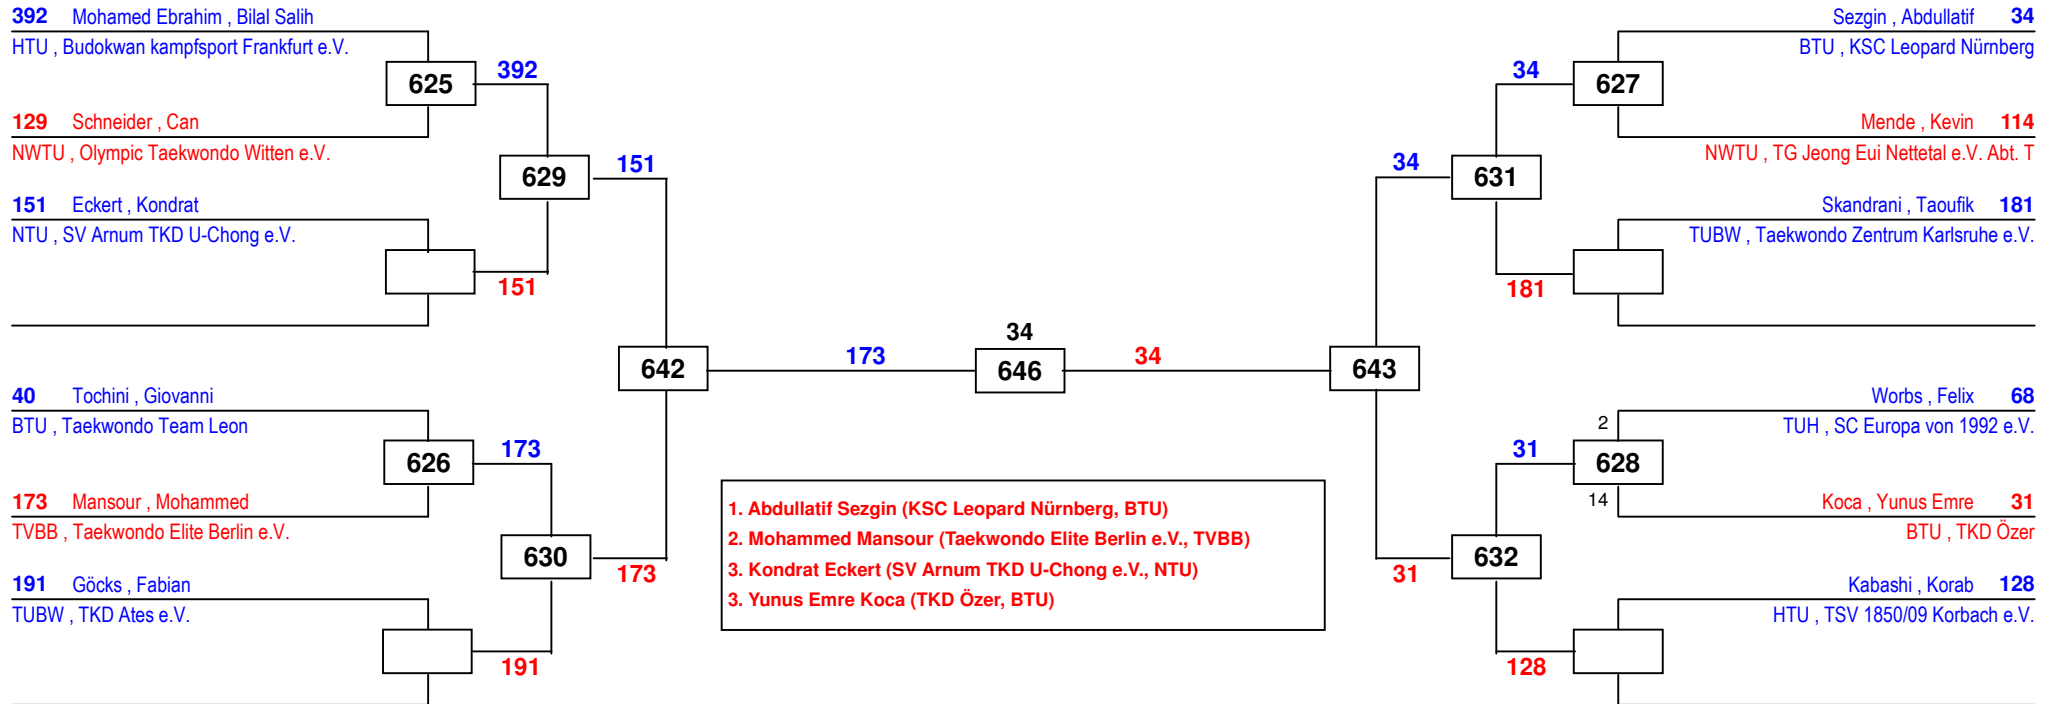 392 Mohamed Ebrahim , Bilal Salih
HTU , Budokwan kampfsport Frankfurt e.V.
625
392
129 Schneider , Can
NWTU , Olympic Taekwondo Witten e.V.
629
151
151 Eckert , Kondrat
NTU , SV Arnum TKD U-Chong e.V.
151
642
173
40 Tochini , Giovanni
BTU , Taekwondo Team Leon
626
173
173 Mansour , Mohammed
TVBB , Taekwondo Elite Berlin e.V.
630
173
191 Göcks , Fabian
TUBW , TKD Ates e.V.
191
34
646
34
1. Abdullatif Sezgin (KSC Leopard Nürnberg, BTU)
2. Mohammed Mansour (Taekwondo Elite Berlin e.V., TVBB)
3. Kondrat Eckert (SV Arnum TKD U-Chong e.V., NTU)
3. Yunus Emre Koca (TKD Özer, BTU)
Sezgin , Abdullatif 34
BTU , KSC Leopard Nürnberg
34
627
Mende , Kevin 114
NWTU , TG Jeong Eui Nettetal e.V. Abt. T
34
631
Skandrani , Taoufik 181
TUBW , Taekwondo Zentrum Karlsruhe e.V.
181
643
Worbs , Felix 68
TUH , SC Europa von 1992 e.V.
2
31
628
14
Koca , Yunus Emre 31
BTU , TKD Özer
632
31
Kabashi , Korab 128
HTU , TSV 1850/09 Korbach e.V.
128